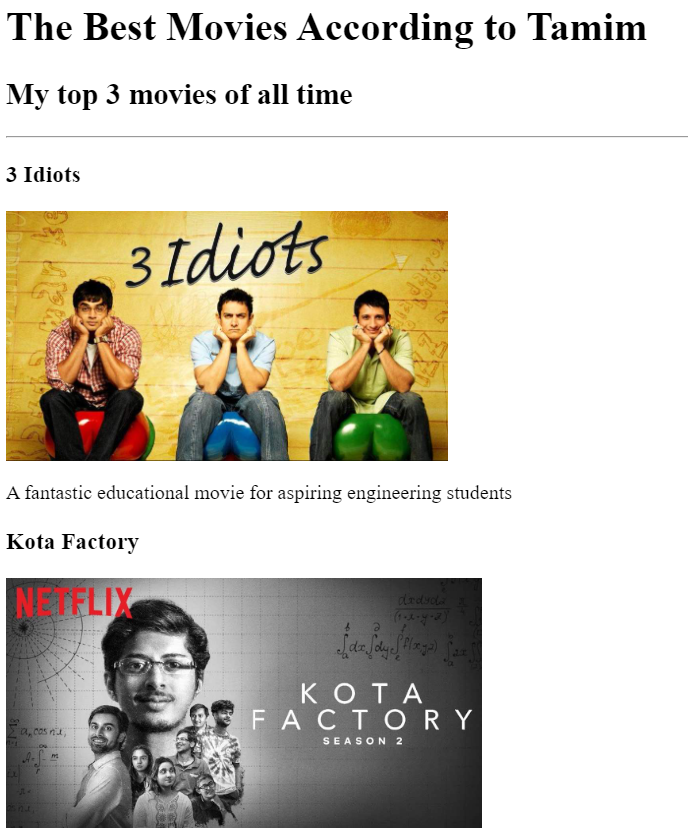 The Best Movies According to Tamim
My top 3 movies of all time
3 Idiots
3 Idiots
A fantastic educational movie for aspiring engineering students
Kota Factory
NETFLIX
KOTA
FACTORY
SEASON 2